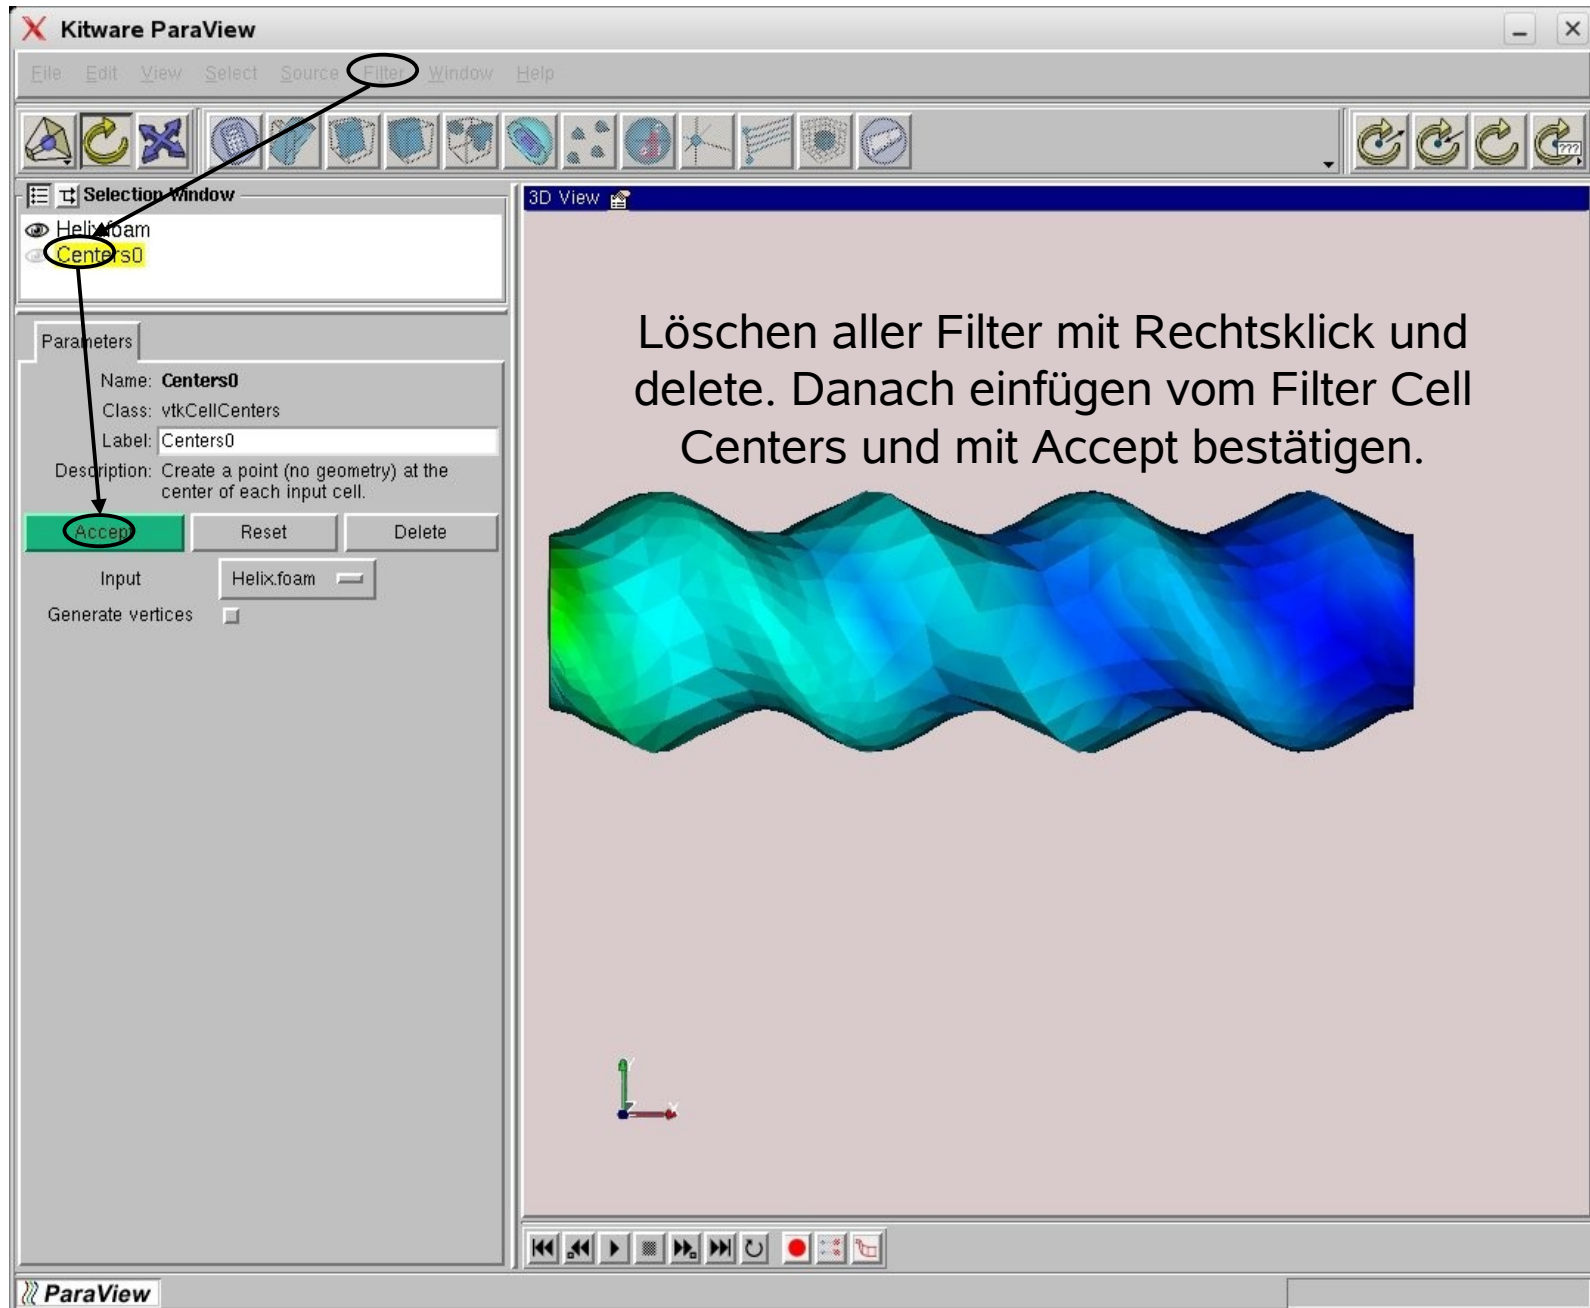 Kitware ParaView
File Edit View Select Source Filter Window Help
???
Selection Window
3D View
Helix.foam
Centers0
Löschen aller Filter mit Rechtsklick und
delete. Danach einfügen vom Filter Cell
Centers und mit Accept bestätigen.
Parameters
Name: Centers0
Class: vtkCellCenters
Label: Centers0
Description: Create a point (no geometry) at the
center of each input cell.
Accept Reset Delete
Input Helix.foam
Generate vertices
Y
Z X
ParaView